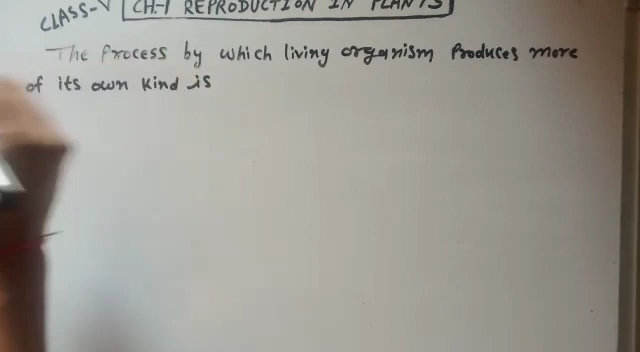 CLASS-V CH-1 REPRODUCTION IN PLANTS
The Process by which living organism Produces more
of its own Kind is